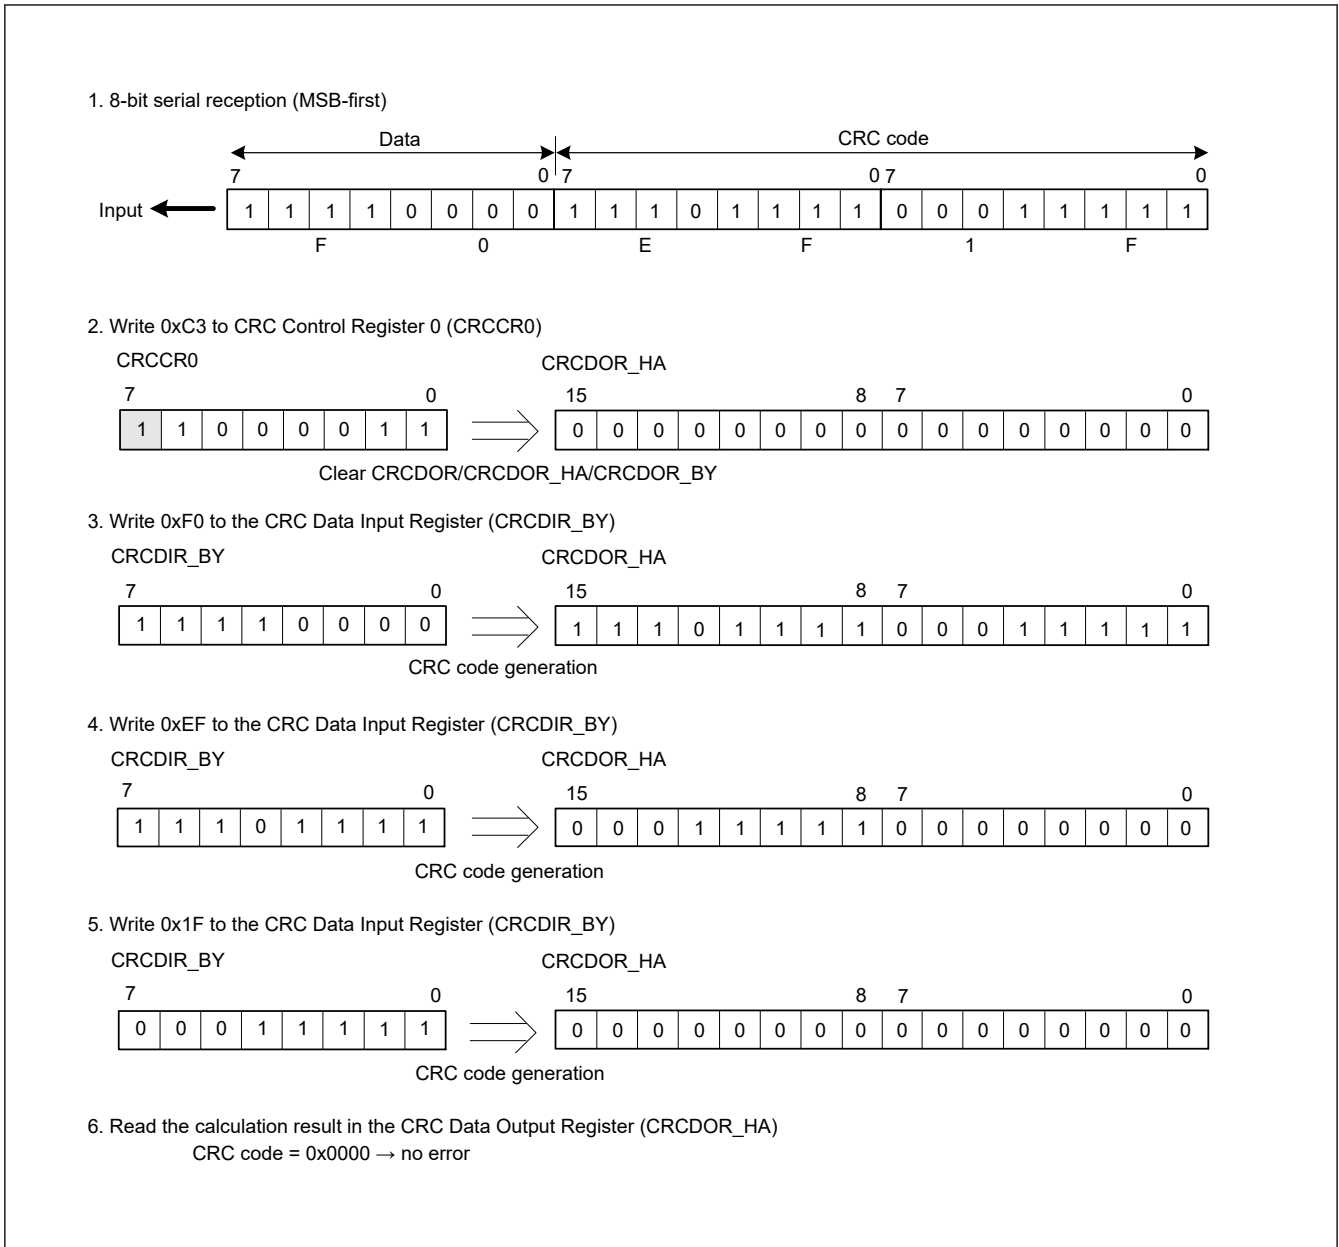 1. 8-bit serial reception (MSB-first)
Data CRC code
7 0 7 0 7 0
Input 1 1 1 1 0 0 0 0 1 1 1 0 1 1 1 1 0 0 0 1 1 1 1 1
F 0 E F 1 F
2. Write 0xC3 to CRC Control Register 0 (CRCCR0)
CRCCR0 CRCDOR_HA
7 0 15 8 7 0
1 1 0 0 0 0 1 1 0 0 0 0 0 0 0 0 0 0 0 0 0 0 0 0
Clear CRCDOR/CRCDOR_HA/CRCDOR_BY
3. Write 0xF0 to the CRC Data Input Register (CRCDIR_BY)
CRCDIR_BY CRCDOR_HA
7 0 15 8 7 0
1 1 1 1 0 0 0 0 1 1 1 0 1 1 1 1 0 0 0 1 1 1 1 1
CRC code generation
4. Write 0xEF to the CRC Data Input Register (CRCDIR_BY)
CRCDIR_BY CRCDOR_HA
7 0 15 8 7 0
1 1 1 0 1 1 1 1 0 0 0 1 1 1 1 1 0 0 0 0 0 0 0 0
CRC code generation
5. Write 0x1F to the CRC Data Input Register (CRCDIR_BY)
CRCDIR_BY CRCDOR_HA
7 0 15 8 7 0
0 0 0 1 1 1 1 1 0 0 0 0 0 0 0 0 0 0 0 0 0 0 0 0
CRC code generation
6. Read the calculation result in the CRC Data Output Register (CRCDOR_HA)
CRC code = 0x0000 → no error